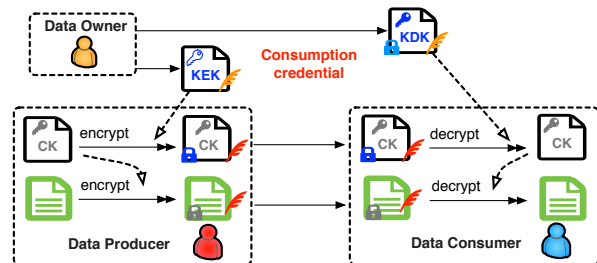 Data Owner
KEK
Consumption
credential
KDK
CK
encrypt
CK
encrypt
Data Producer
CK
decrypt
CK
decrypt
Data Consumer